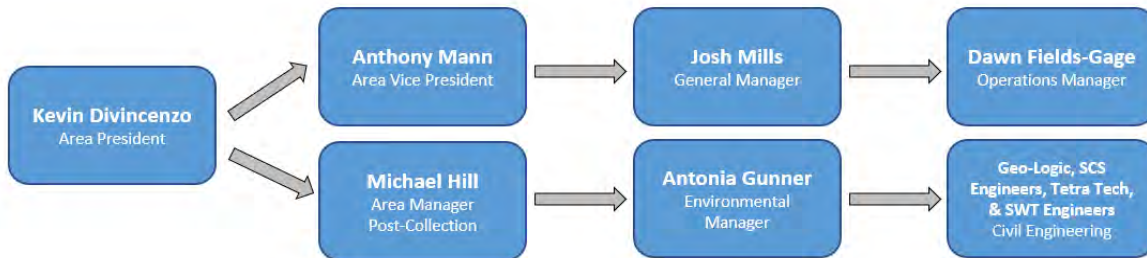 Kevin Divincenzo
Area President
Anthony Mann
Area Vice President
Josh Mills
General Manager
Dawn Fields-Gage
Operations Manager
Michael Hill
Area Manager
Post-Collection
Antonia Gunner
Environmental
Manager
Geo-Logic, SCS
Engineers, Tetra Tech,
& SWT Engineers
Civil Engineering